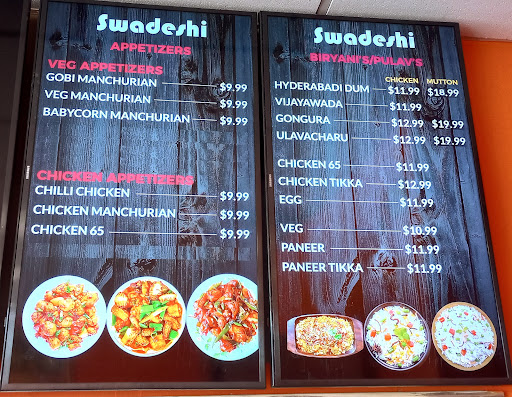 Swadeshi
APPETIZERS
VEG APPETIZERS
GOBI MANCHURIAN $9.99
VEG MANCHURIAN $9.99
BABYCORN MANCHURIAN $9.99
CHICKEN APPETIZERS
CHILLI CHICKEN $9.99
CHICKEN MANCHURIAN $9.99
CHICKEN 65 $9.99
Swadeshi
BIRYANI'S/PULAV'S
CHICKEN MUTTON
HYDERABADI DUM $11.99 $18.99
VIJAYAWADA $11.99
GONGURA $12.99 $19.99
ULAVACHARU $12.99 $19.99
CHICKEN 65 $11.99
CHICKEN TIKKA $12.99
EGG $11.99
VEG $10.99
PANEER $11.99
PANEER TIKKA $11.99